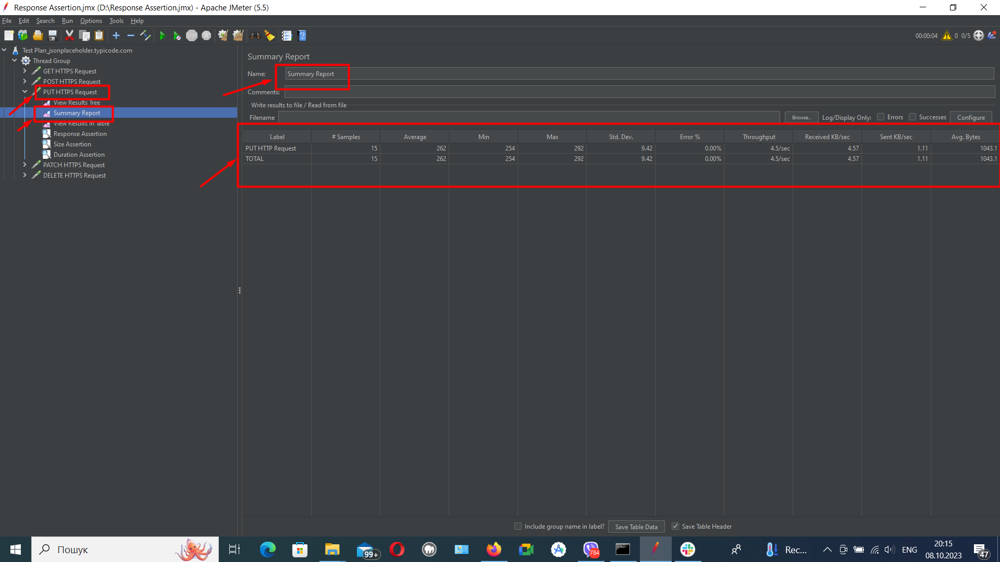 Response Assertion.jmx (D:\Response Assertion.jmx) - Apache JMeter (5.5)
File Edit Search Run Options Tools Help
00:00:04 0 0/5
Test Plan_jsonplaceholder.typicode.com
Thread Group
GET HTTPS Request
POST HTTPS Request
PUT HTTPS Request
View Results Tree
Summary Report
View Results in Table
Response Assertion
Size Assertion
Duration Assertion
PATCH HTTPS Request
DELETE HTTPS Request
Summary Report
Name: Summary Report
Comments:
Write results to file / Read from file
Filename Browse... Log/Display Only: Errors Successes Configure
Label # Samples Average Min Max Std. Dev. Error % Throughput Received KB/sec Sent KB/sec Avg. Bytes
PUT HTTP Request 15 262 254 292 9.42 0.00% 4.5/sec 4.57 1.11 1043.1
TOTAL 15 262 254 292 9.42 0.00% 4.5/sec 4.57 1.11 1043.1
Include group name in label? Save Table Data Save Table Header
Пошук 99+ 784 Rec... ENG 20:15
08.10.2023 47